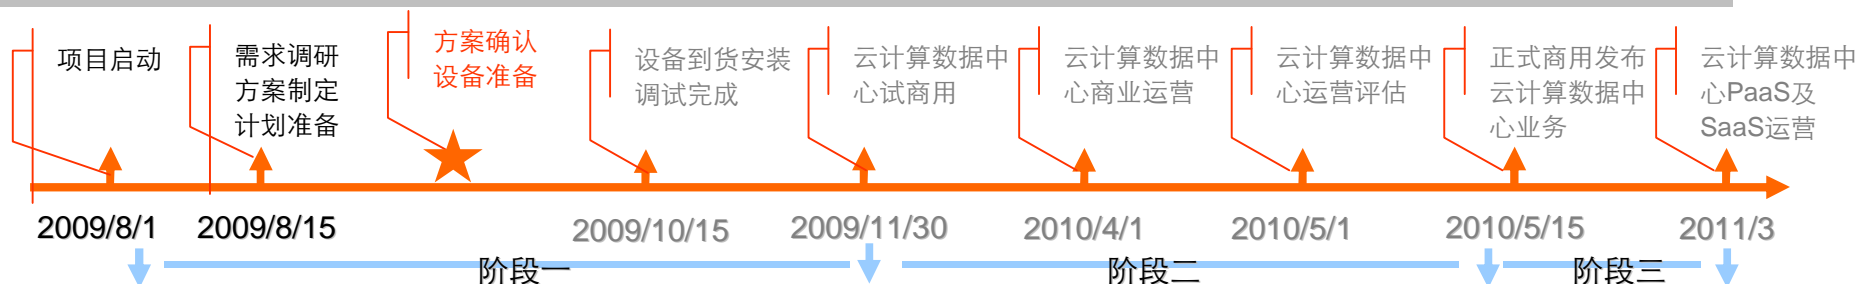 项目启动
需求调研
方案制定
计划准备
方案确认
设备准备
设备到货安装
调试完成
云计算数据中
心试商用
云计算数据中
心商业运营
云计算数据中
心运营评估
正式商用发布
云计算数据中
心业务
云计算数据中
心PaaS及
SaaS运营
2009/8/1
2009/8/15
2009/10/15
2009/11/30
2010/4/1
2010/5/1
2010/5/15
2011/3
阶段一
阶段二
阶段三